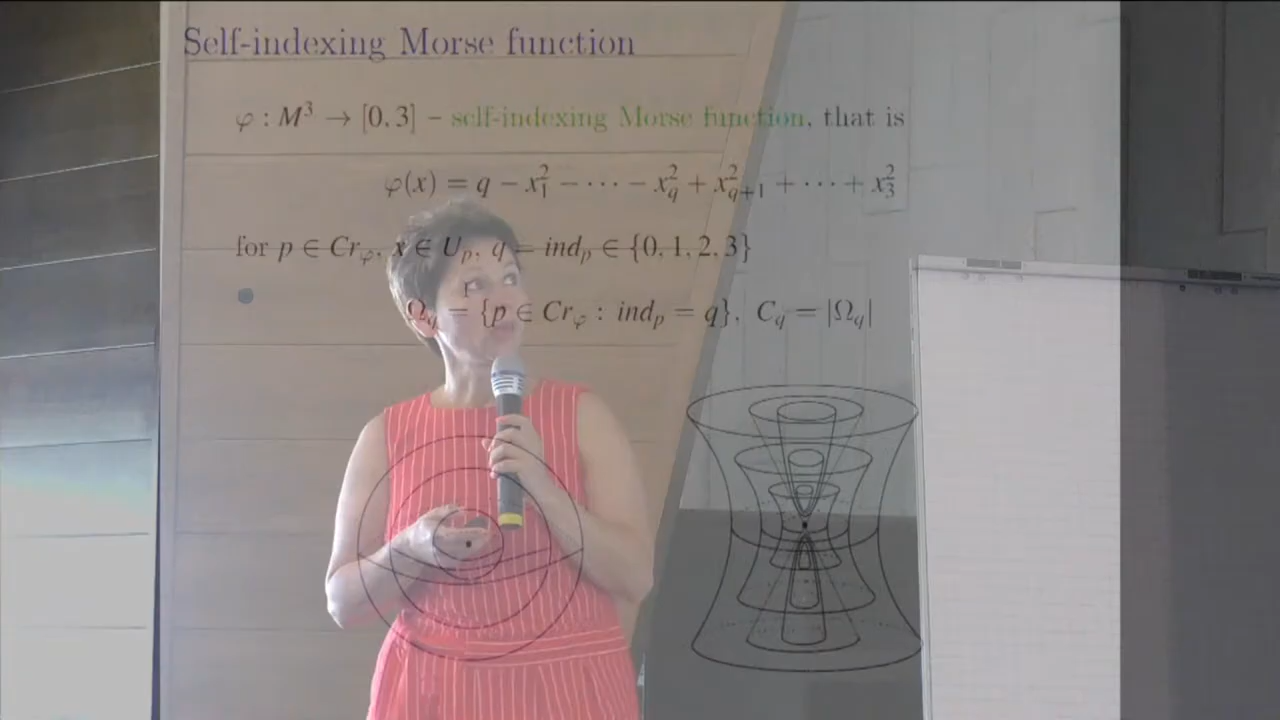 Self-indexing Morse function
φ : M³ → [0,3] – self-indexing Morse function, that is
φ(x) = q − x₁² − ··· − x_q² + x_{q+1}² + ··· + x₃²
for p ∈ Cr_φ, x ∈ U_p, q = ind_p ∈ {0,1,2,3}
Ω_q = {p ∈ Cr_φ : ind_p = q}, C_q = |Ω_q|